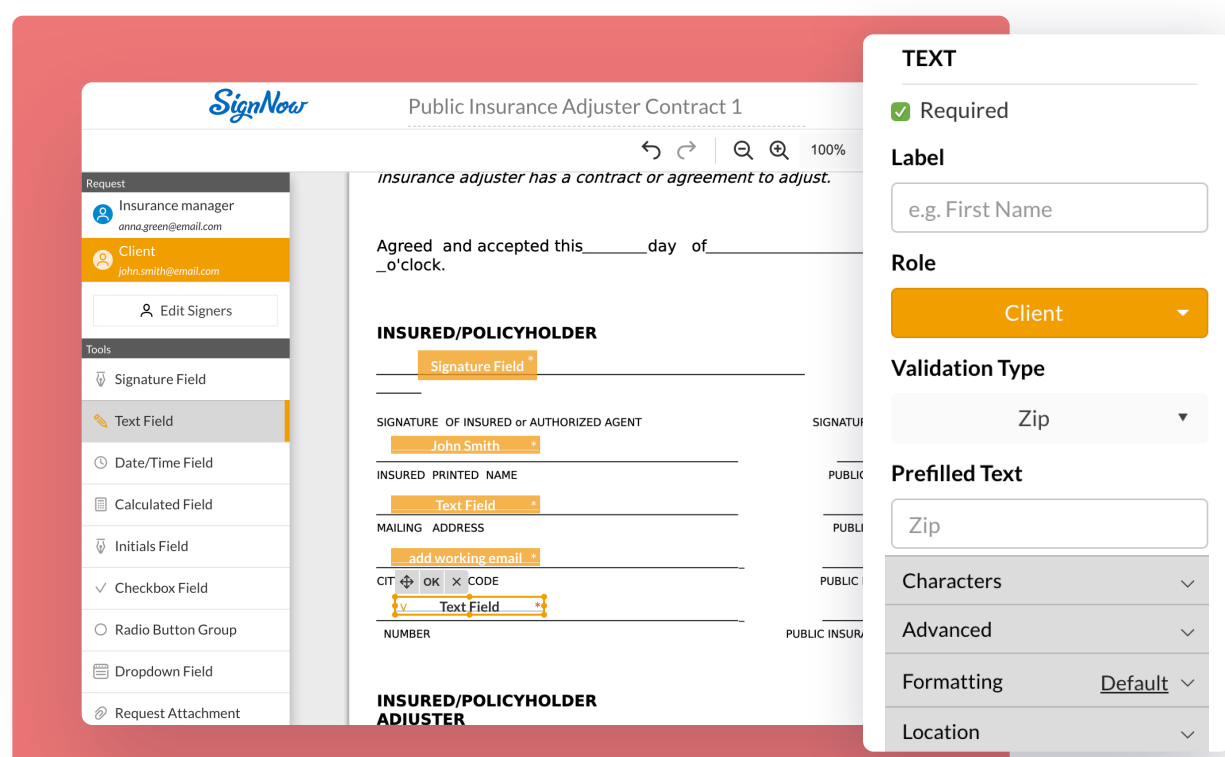 SignNow
Public Insurance Adjuster Contract 1
100%
Request
Insurance manager
anna.green@email.com
Client
john.smith@email.com
Edit Signers
Tools
Signature Field
Text Field
Date/Time Field
Calculated Field
Initials Field
Checkbox Field
Radio Button Group
Dropdown Field
Request Attachment
insurance adjuster has a contract or agreement to adjust.
Agreed and accepted this_______day of_________________
_o'clock.
INSURED/POLICYHOLDER
Signature Field *
SIGNATURE OF INSURED or AUTHORIZED AGENT
John Smith *
INSURED PRINTED NAME
Text Field *
MAILING ADDRESS
add working email *
OK
CODE
Text Field *
NUMBER
PUBLIC
PUBLIC
INSURED/POLICYHOLDER
ADJUSTER
TEXT
Required
Label
e.g. First Name
Role
Client
Validation Type
Zip
Prefilled Text
Zip
Characters
Advanced
Formatting Default
Location